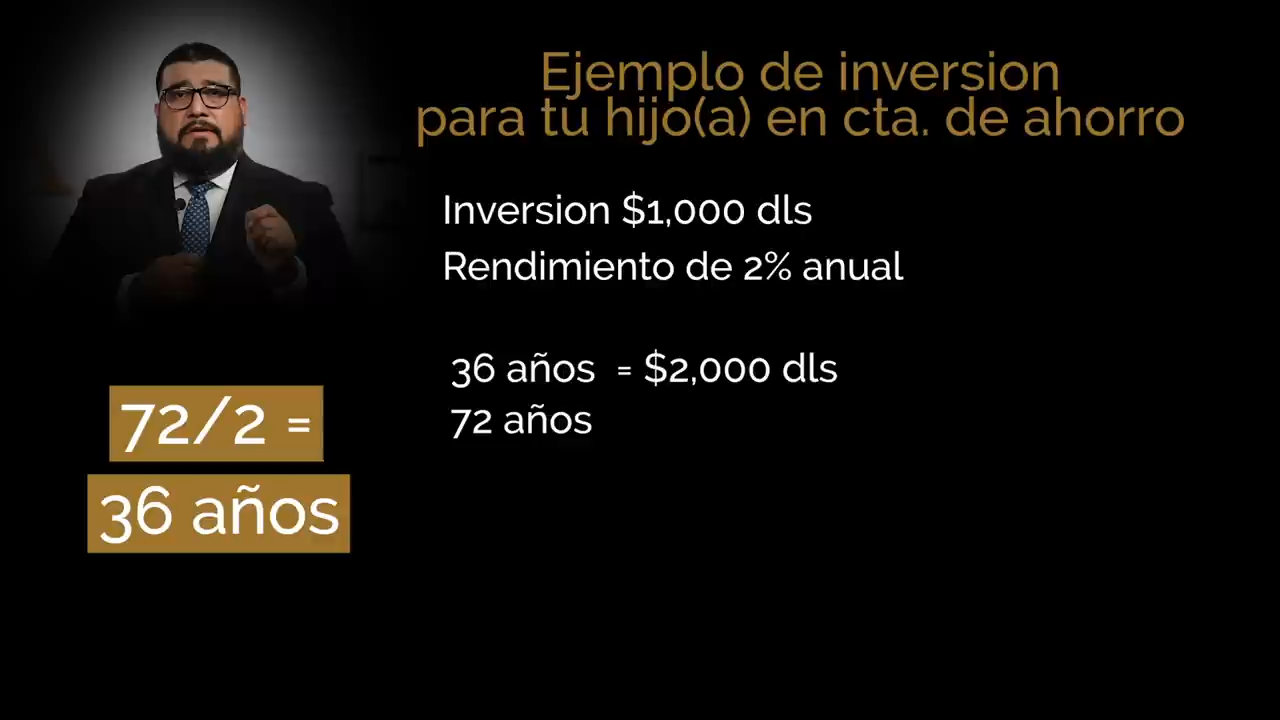 Ejemplo de inversion
para tu hijo(a) en cta. de ahorro
Inversion $1,000 dls
Rendimiento de 2% anual
36 años = $2,000 dls
72 años
72/2 =
36 años